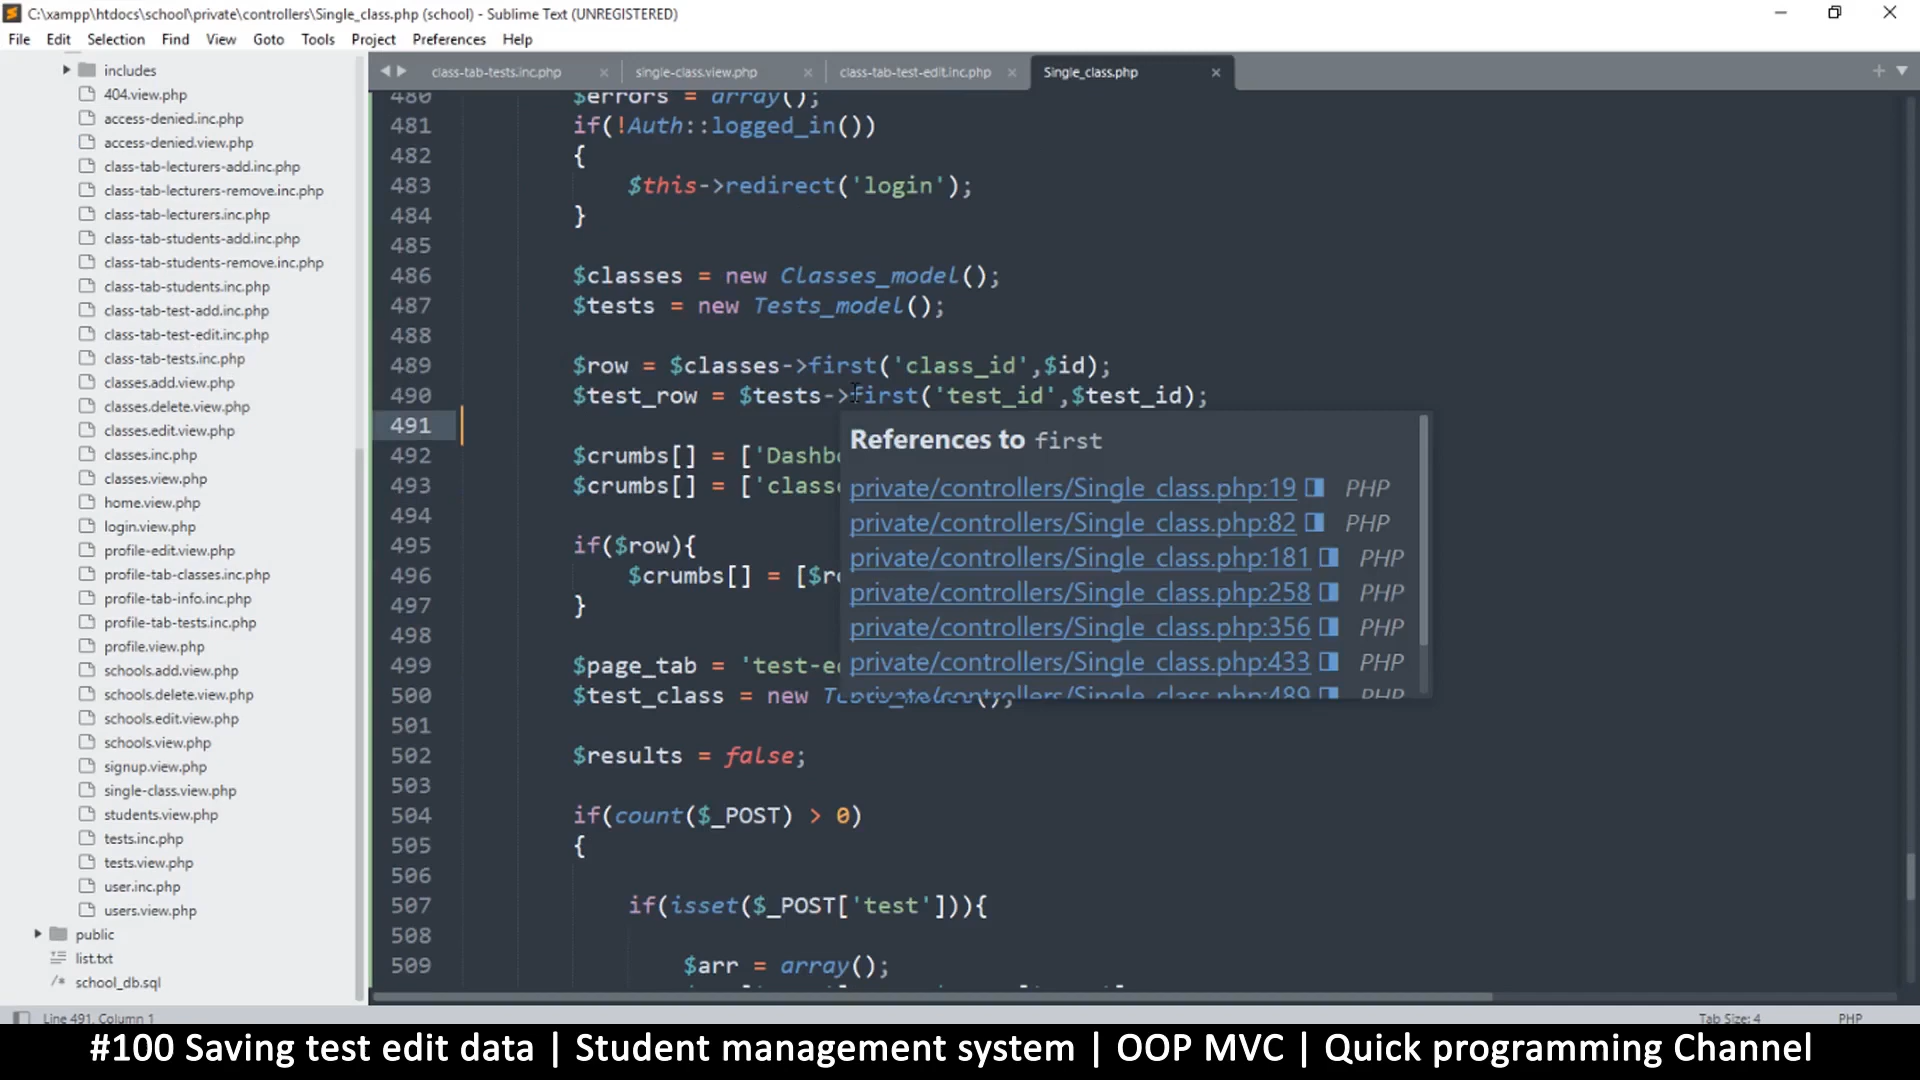 C:\xampp\htdocs\school\private\controllers\Single_class.php (school) - Sublime Text (UNREGISTERED)
File Edit Selection Find View Goto Tools Project Preferences Help
class-tab-tests.inc.php × single-class.view.php × class-tab-test-edit.inc.php × Single_class.php ×
includes
404.view.php
access-denied.inc.php
access-denied.view.php
class-tab-lecturers-add.inc.php
class-tab-lecturers-remove.inc.php
class-tab-lecturers.inc.php
class-tab-students-add.inc.php
class-tab-students-remove.inc.php
class-tab-students.inc.php
class-tab-test-add.inc.php
class-tab-test-edit.inc.php
class-tab-tests.inc.php
classes.add.view.php
classes.delete.view.php
classes.edit.view.php
classes.inc.php
classes.view.php
home.view.php
login.view.php
profile-edit.view.php
profile-tab-classes.inc.php
profile-tab-info.inc.php
profile-tab-tests.inc.php
profile.view.php
schools.add.view.php
schools.delete.view.php
schools.edit.view.php
schools.view.php
signup.view.php
single-class.view.php
students.view.php
tests.inc.php
tests.view.php
user.inc.php
users.view.php
public
list.txt
/* school_db.sql
480 $errors = array();
481 if(!Auth::logged_in())
482 {
483 $this->redirect('login');
484 }
485
486 $classes = new Classes_model();
487 $tests = new Tests_model();
488
489 $row = $classes->first('class_id',$id);
490 $test_row = $tests->first('test_id',$test_id);
491
492 $crumbs[] = ['Dashbo
493 $crumbs[] = ['classe
494
495 if($row){
496 $crumbs[] = [$ro
497 }
498
499 $page_tab = 'test-ed
500 $test_class = new Tests_model();
501
502 $results = false;
503
504 if(count($_POST) > 0)
505 {
506
507 if(isset($_POST['test'])){
508
509 $arr = array();
References to first
private/controllers/Single_class.php:19 PHP
private/controllers/Single_class.php:82 PHP
private/controllers/Single_class.php:181 PHP
private/controllers/Single_class.php:258 PHP
private/controllers/Single_class.php:356 PHP
private/controllers/Single_class.php:433 PHP
private/controllers/Single_class.php:489 PHP
Line 491, Column 1 Tab Size: 4 PHP
#100 Saving test edit data | Student management system | OOP MVC | Quick programming Channel